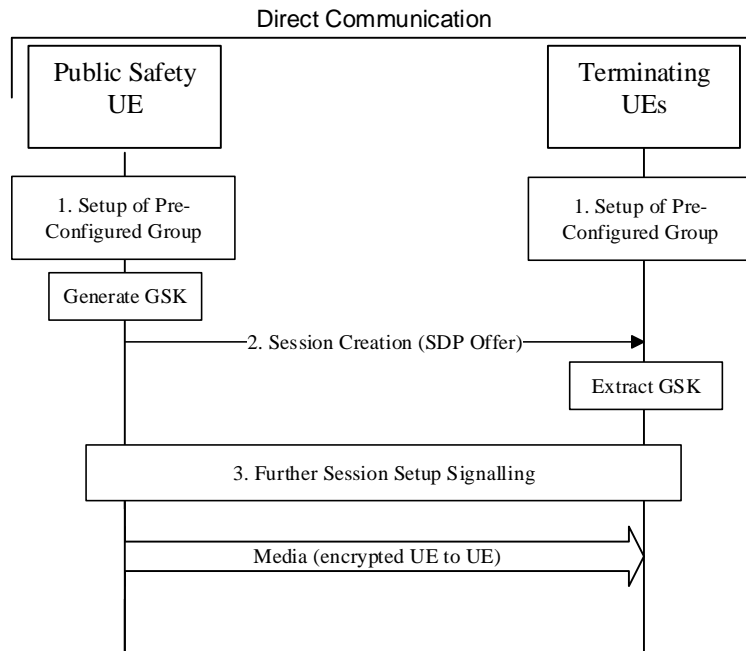 Direct Communication
Public Safety
UE
Terminating
UEs
1. Setup of Pre-
Configured Group
1. Setup of Pre-
Configured Group
Generate GSK
2. Session Creation (SDP Offer)
Extract GSK
3. Further Session Setup Signalling
Media (encrypted UE to UE)